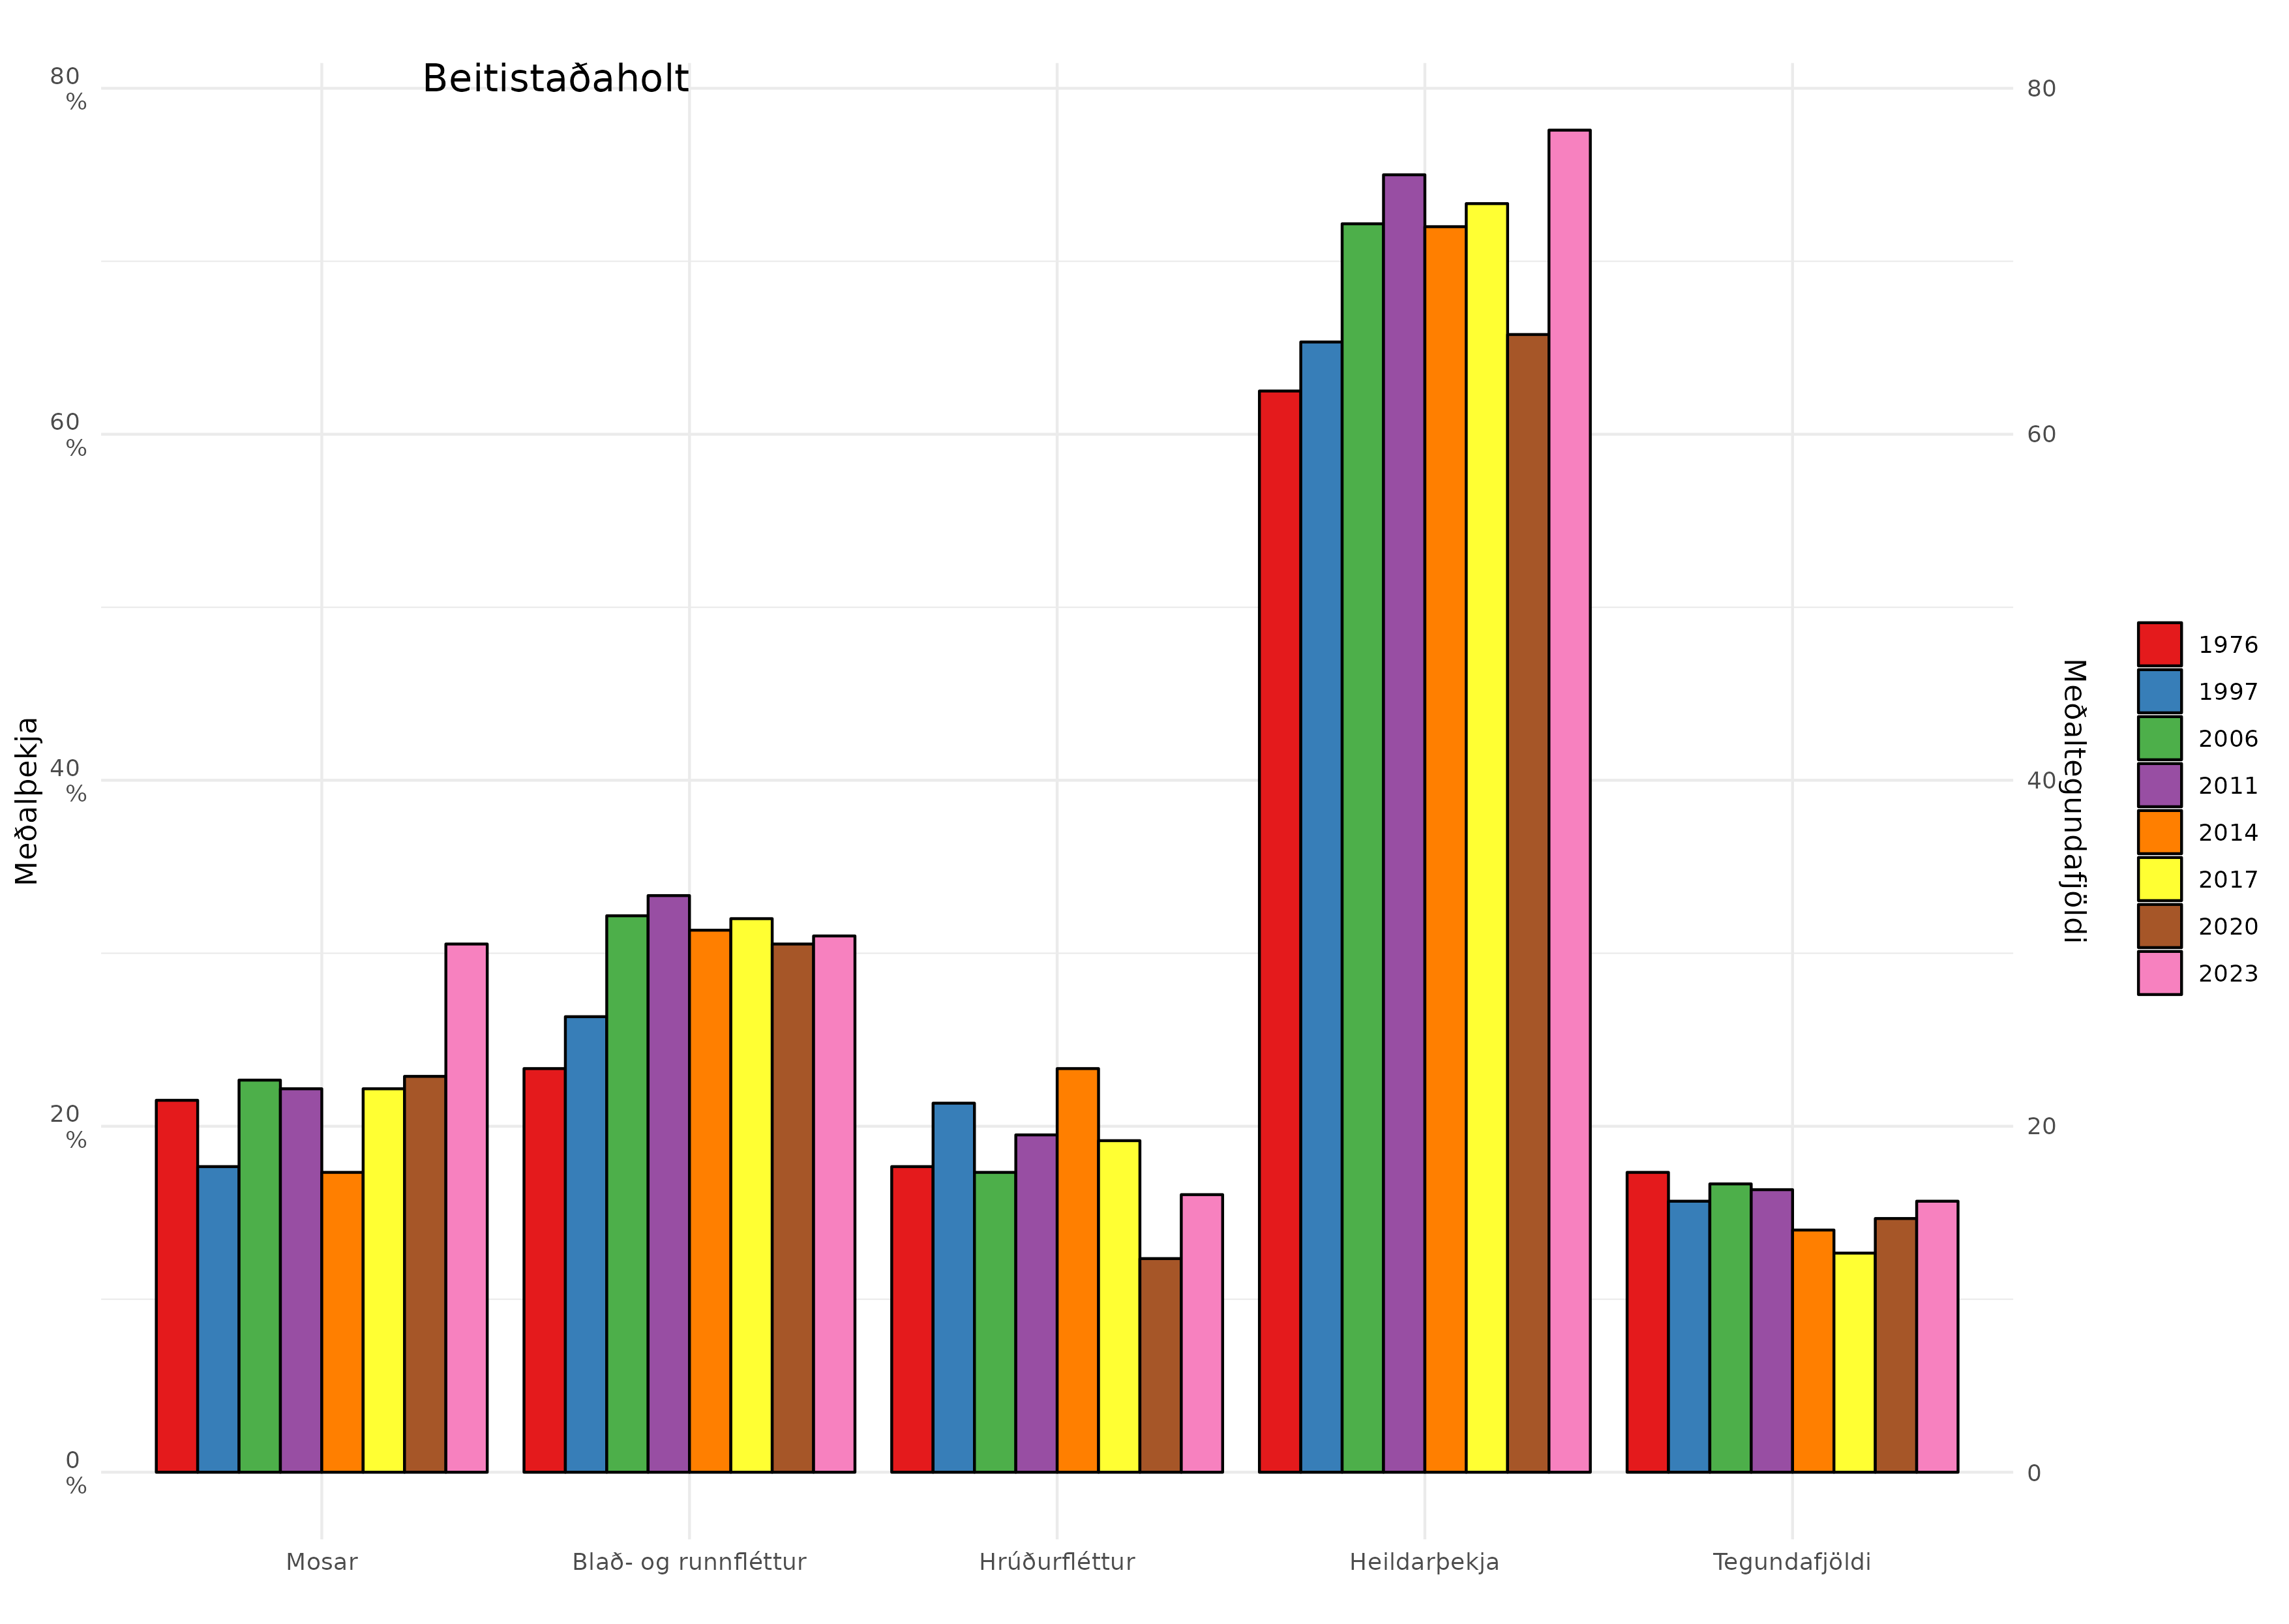 Beitistaðaholt
Meðalþekja
80
%
60
%
40
%
20
%
0
%
80
60
40
20
0
Meðaltegundafjöldi
1976
1997
2006
2011
2014
2017
2020
2023
Mosar
Blað- og runnfléttur
Hrúðurfléttur
Heildarþekja
Tegundafjöldi